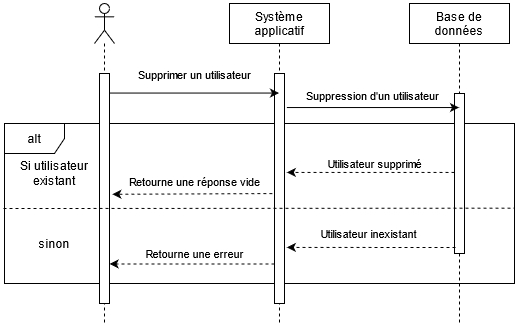 Système
applicatif
Base de
données
Supprimer un utilisateur
Suppression d'un utilisateur
alt
Si utilisateur
existant
Utilisateur supprimé
Retourne une réponse vide
sinon
Utilisateur inexistant
Retourne une erreur